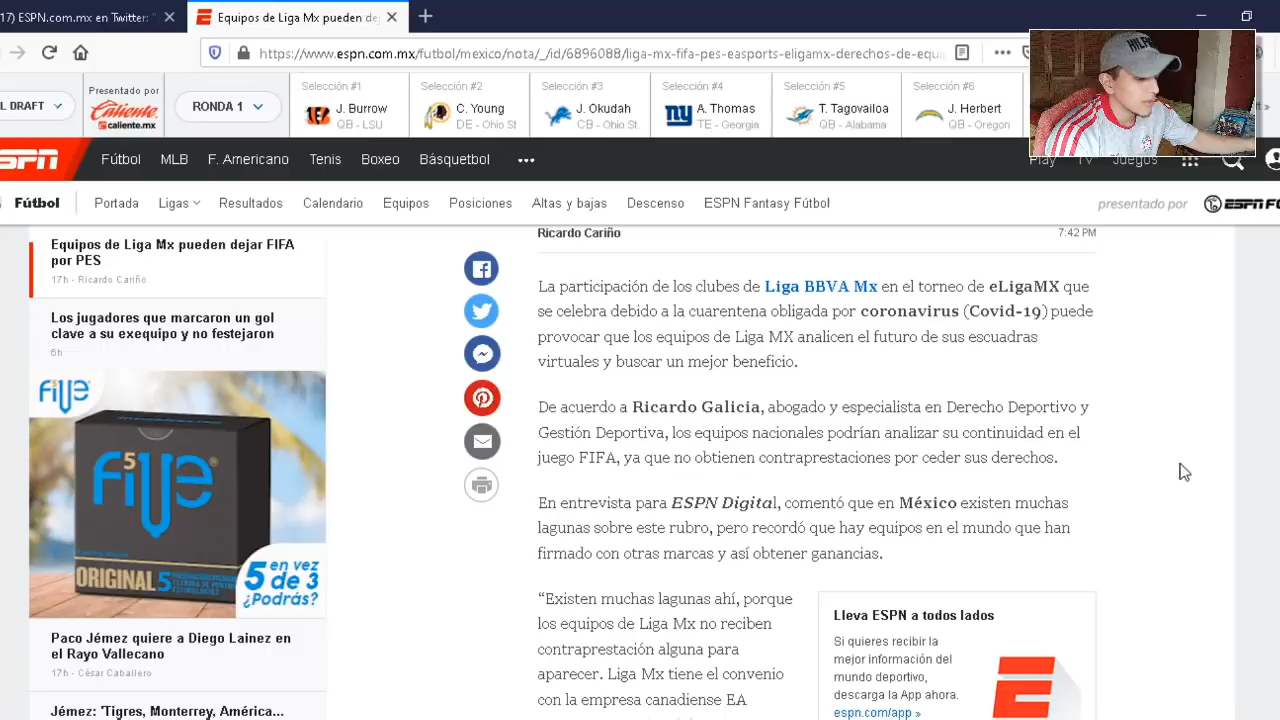 17) ESPN.com.mx en Twitter: "
Equipos de Liga Mx pueden dej
https://www.espn.com.mx/futbol/mexico/nota/_/id/6896088/liga-mx-fifa-pes-easports-eligamx-derechos-de-equi
L DRAFT
Presentado por
Caliente
caliente.mx
RONDA 1
Selección #1
J. Burrow
QB - LSU
Selección #2
C. Young
DE - Ohio St
Selección #3
J. Okudah
CB - Ohio St.
Selección #4
A. Thomas
TE - Georgia
Selección #5
T. Tagovailoa
QB - Alabama
Selección #6
J. Herbert
QB - Oregon
ESPN
Fútbol
MLB
F. Americano
Tenis
Boxeo
Básquetbol
Play
TV
Juegos
Fútbol
Portada
Ligas
Resultados
Calendario
Equipos
Posiciones
Altas y bajas
Descenso
ESPN Fantasy Fútbol
presentado por
ESPN FC
Equipos de Liga Mx pueden dejar FIFA
por PES
17h - Ricardo Cariño
Los jugadores que marcaron un gol
clave a su exequipo y no festejaron
6h
five
five
5
ORIGINAL 5
5 en vez
de 3
¿Podrás?
Paco Jémez quiere a Diego Lainez en
el Rayo Vallecano
17h - César Caballero
Jémez: 'Tigres, Monterrey, América...
Ricardo Cariño
7:42 PM
La participación de los clubes de Liga BBVA Mx en el torneo de eLigaMX que
se celebra debido a la cuarentena obligada por coronavirus (Covid-19) puede
provocar que los equipos de Liga MX analicen el futuro de sus escuadras
virtuales y buscar un mejor beneficio.
De acuerdo a Ricardo Galicia, abogado y especialista en Derecho Deportivo y
Gestión Deportiva, los equipos nacionales podrían analizar su continuidad en el
juego FIFA, ya que no obtienen contraprestaciones por ceder sus derechos.
En entrevista para ESPN Digital, comentó que en México existen muchas
lagunas sobre este rubro, pero recordó que hay equipos en el mundo que han
firmado con otras marcas y así obtener ganancias.
“Existen muchas lagunas ahí, porque
los equipos de Liga Mx no reciben
contraprestación alguna para
aparecer. Liga Mx tiene el convenio
con la empresa canadiense EA
Lleva ESPN a todos lados
Si quieres recibir la
mejor información del
mundo deportivo,
descarga la App ahora.
espn.com/app »